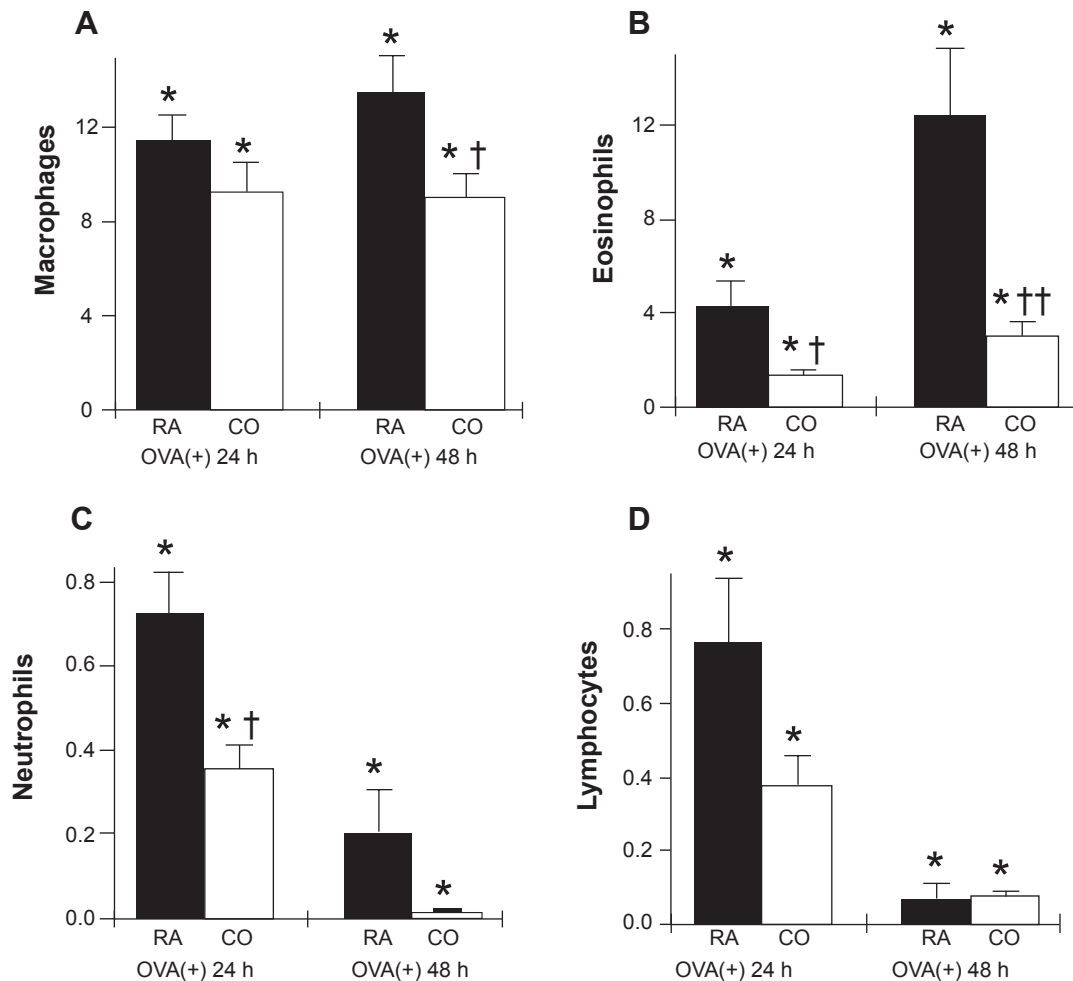 A
Macrophages
12
8
4
0
*
*
*
* †
RA CO RA CO
OVA(+) 24 h OVA(+) 48 h
B
Eosinophils
12
8
4
0
*
* †
*
* ††
RA CO RA CO
OVA(+) 24 h OVA(+) 48 h
C
Neutrophils
0.8
0.6
0.4
0.2
0.0
*
* †
*
*
RA CO RA CO
OVA(+) 24 h OVA(+) 48 h
D
Lymphocytes
0.8
0.6
0.4
0.2
0.0
*
*
*
*
RA CO RA CO
OVA(+) 24 h OVA(+) 48 h